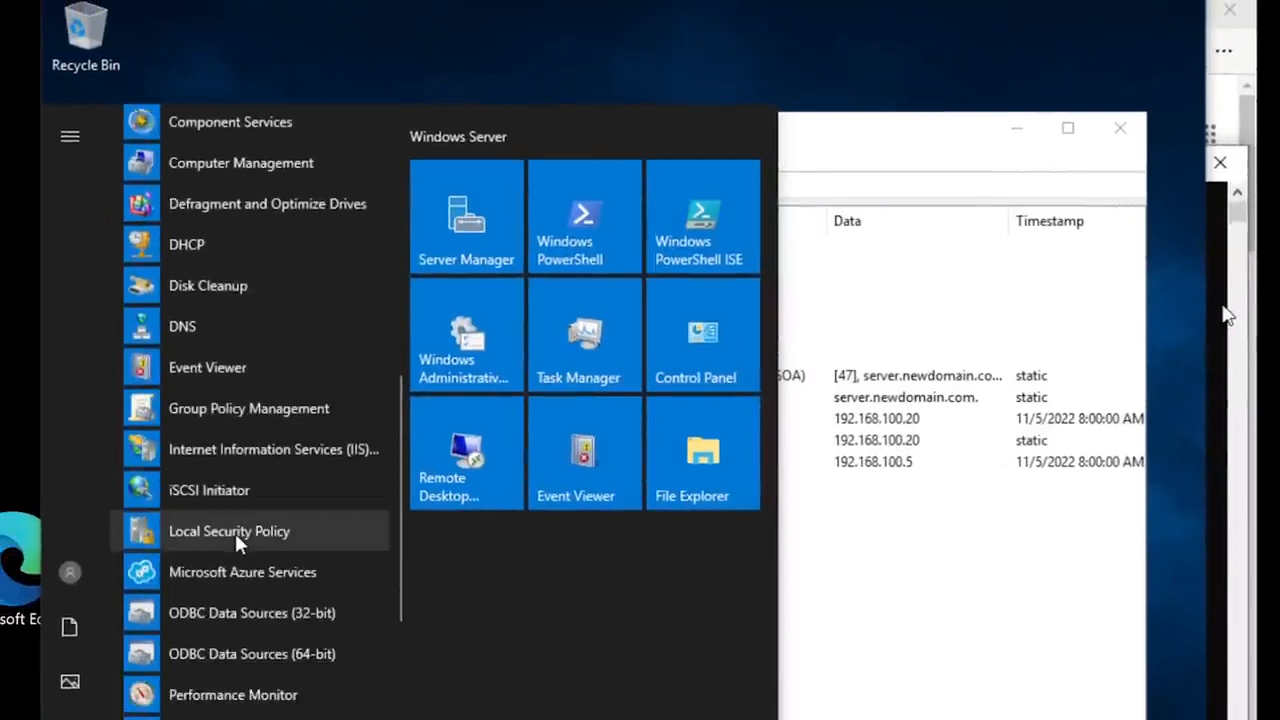 Recycle Bin
Component Services
Computer Management
Defragment and Optimize Drives
DHCP
Disk Cleanup
DNS
Event Viewer
Group Policy Management
Internet Information Services (IIS)...
iSCSI Initiator
Local Security Policy
Microsoft Azure Services
ODBC Data Sources (32-bit)
ODBC Data Sources (64-bit)
Performance Monitor
Windows Server
Server Manager
Windows
PowerShell
Windows
PowerShell ISE
Windows
Administrativ...
Task Manager
Control Panel
Remote
Desktop...
Event Viewer
File Explorer
Data
Timestamp
SOA)
[47], server.newdomain.co...
static
server.newdomain.com.
static
192.168.100.20
11/5/2022 8:00:00 AM
192.168.100.20
static
192.168.100.5
11/5/2022 8:00:00 AM
soft Ec